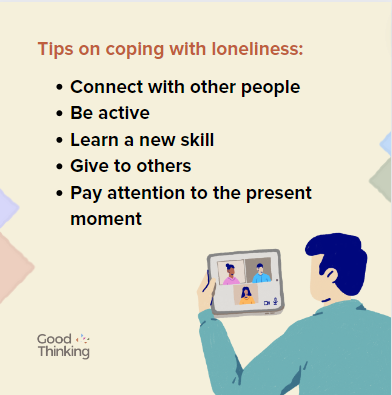 Tips on coping with loneliness:
• Connect with other people
• Be active
• Learn a new skill
• Give to others
• Pay attention to the present
moment
Good
Thinking